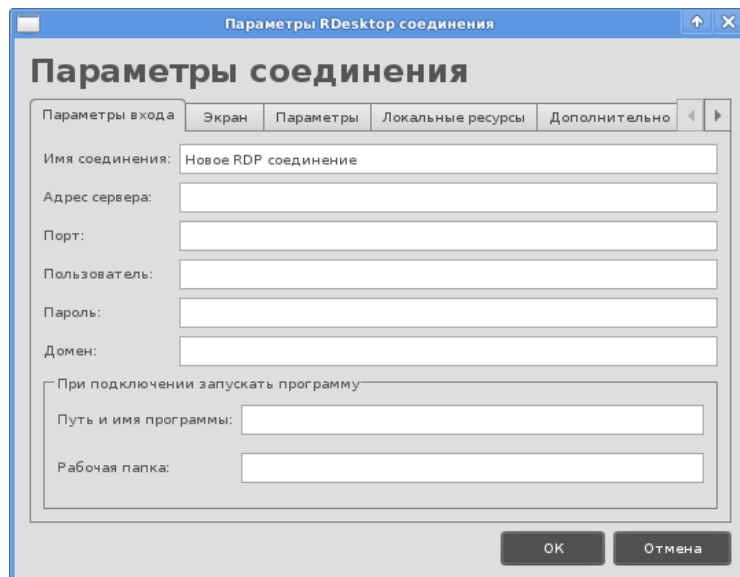 Параметры RDesktop соединения
Параметры соединения
Параметры входа Экран Параметры Локальные ресурсы Дополнительно
Имя соединения: Новое RDP соединение
Адрес сервера:
Порт:
Пользователь:
Пароль:
Домен:
При подключении запускать программу
Путь и имя программы:
Рабочая папка:
ОК Отмена